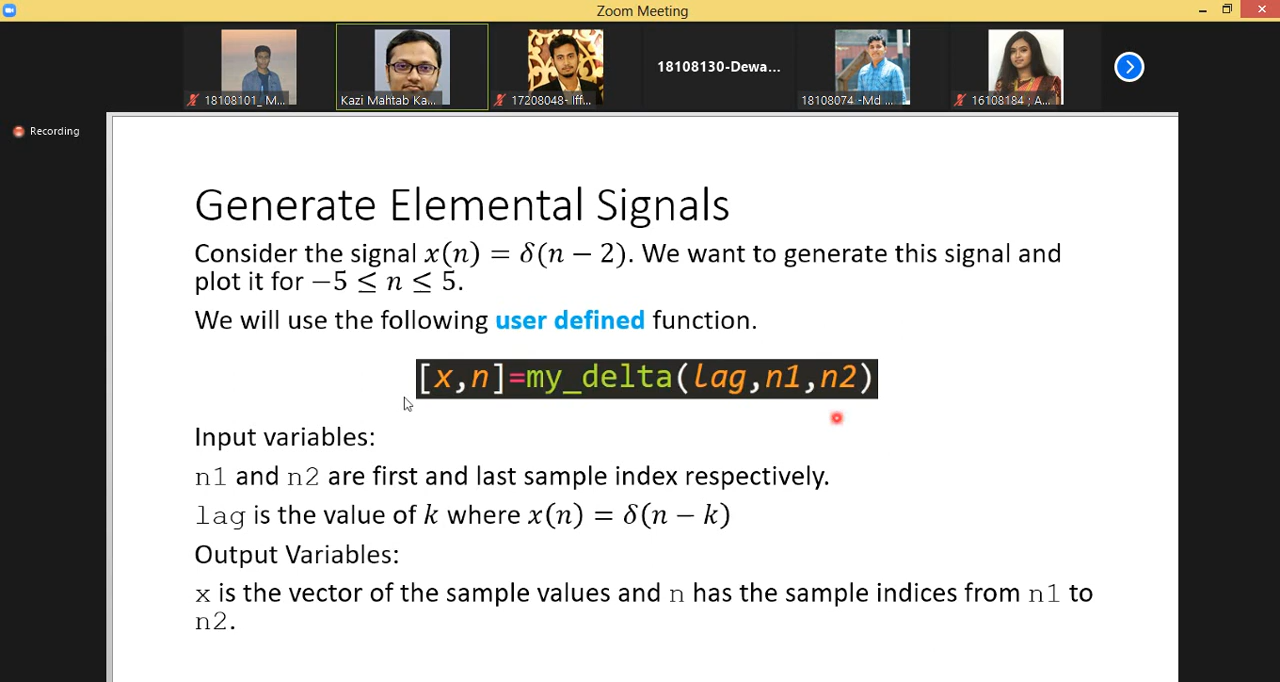 Zoom Meeting
18108101_ M...
Kazi Mahtab Ka...
17208048- Iff...
18108130-Dewa...
18108074 -Md ...
16108184 ; A...
Recording
Generate Elemental Signals
Consider the signal 𝑥(𝑛) = 𝛿(𝑛 − 2). We want to generate this signal and
plot it for −5 ≤ 𝑛 ≤ 5.
We will use the following user defined function.
[x,n]=my_delta(lag,n1,n2)
Input variables:
n1 and n2 are first and last sample index respectively.
lag is the value of 𝑘 where 𝑥(𝑛) = 𝛿(𝑛 − 𝑘)
Output Variables:
x is the vector of the sample values and n has the sample indices from n1 to
n2.